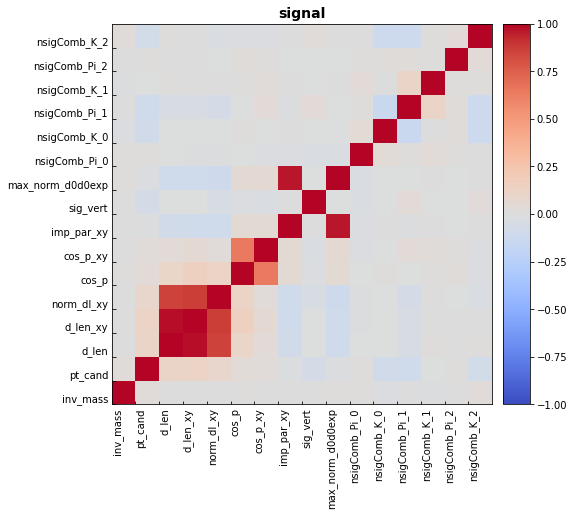 signal
nsigComb_K_2
nsigComb_Pi_2
nsigComb_K_1
nsigComb_Pi_1
nsigComb_K_0
nsigComb_Pi_0
max_norm_d0d0exp
sig_vert
imp_par_xy
cos_p_xy
cos_p
norm_dl_xy
d_len_xy
d_len
pt_cand
inv_mass
inv_mass
pt_cand
d_len
d_len_xy
norm_dl_xy
cos_p
cos_p_xy
imp_par_xy
sig_vert
max_norm_d0d0exp
nsigComb_Pi_0
nsigComb_K_0
nsigComb_Pi_1
nsigComb_K_1
nsigComb_Pi_2
nsigComb_K_2
1.00
0.75
0.50
0.25
0.00
−0.25
−0.50
−0.75
−1.00